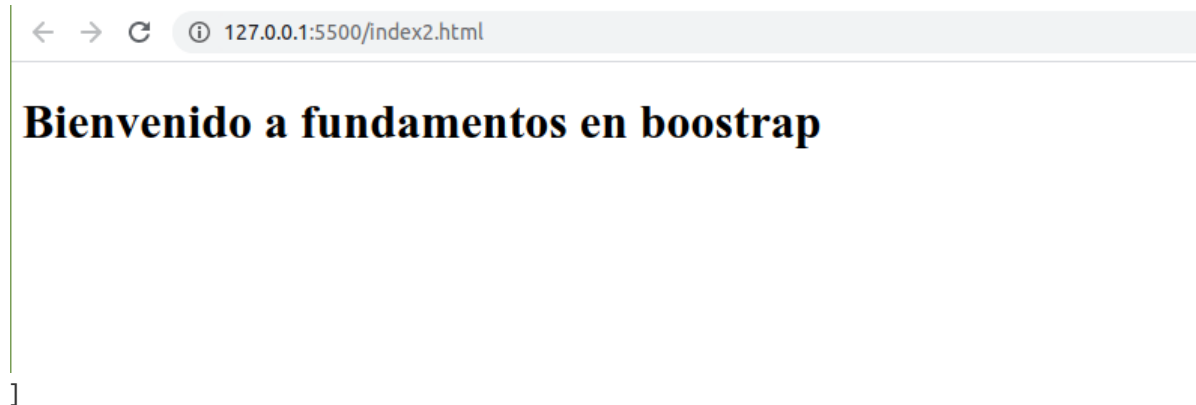 127.0.0.1:5500/index2.html
Bienvenido a fundamentos en boostrap
]